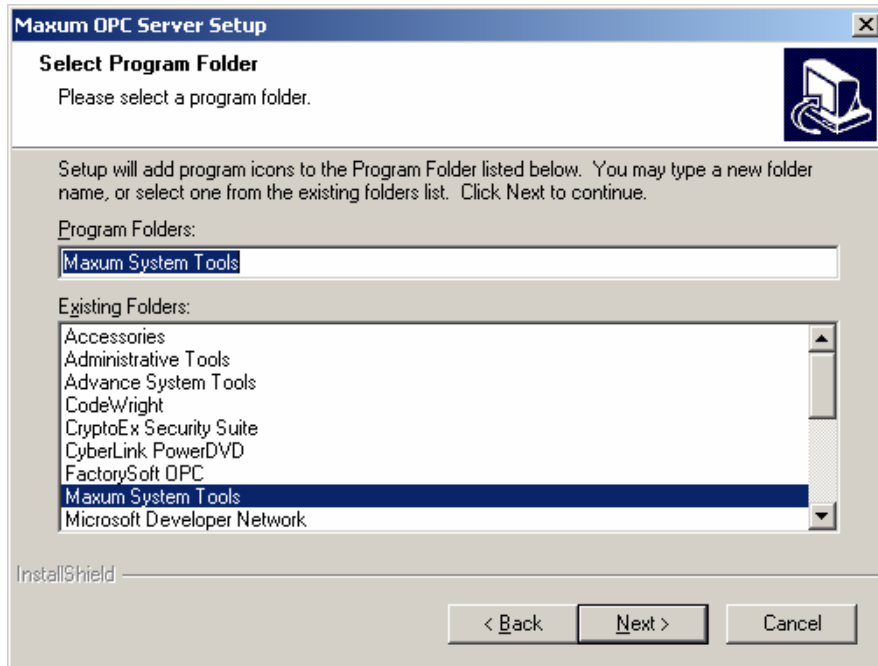 Maxum OPC Server Setup
Select Program Folder
Please select a program folder.
Setup will add program icons to the Program Folder listed below. You may type a new folder
name, or select one from the existing folders list. Click Next to continue.
Program Folders:
Maxum System Tools
Existing Folders:
Accessories
Administrative Tools
Advance System Tools
CodeWright
CryptoEx Security Suite
CyberLink PowerDVD
FactorySoft OPC
Maxum System Tools
Microsoft Developer Network
InstallShield
< Back
Next >
Cancel